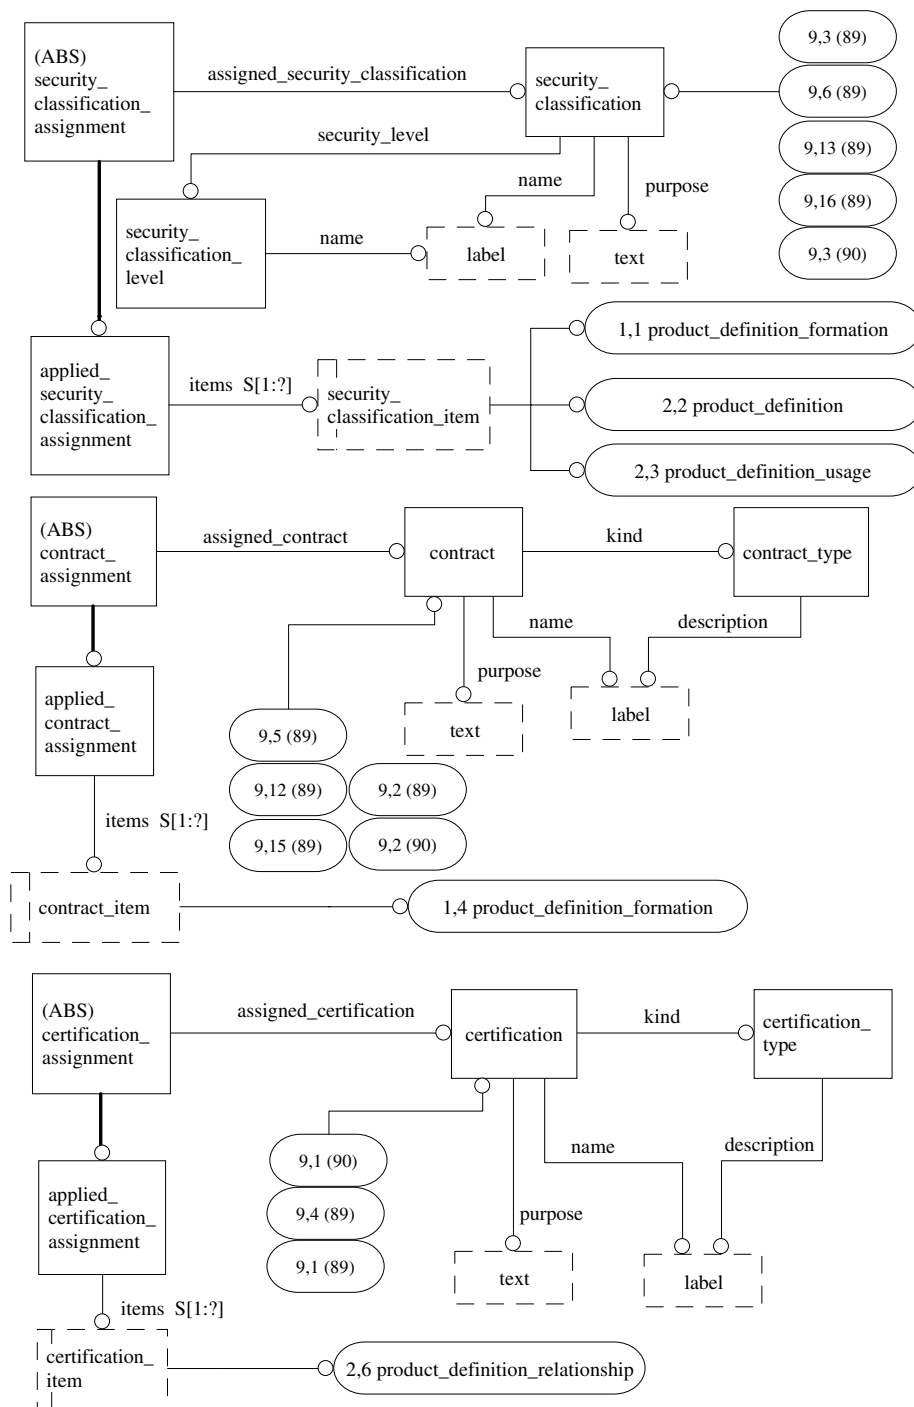 (ABS)
security_
classification_
assignment
assigned_security_classification
security_
classification
9,3 (89)
9,6 (89)
9,13 (89)
9,16 (89)
9,3 (90)
security_level
name
purpose
security_
classification_
level
name
label
text
applied_
security_
classification_
assignment
items S[1:?]
security_
classification_item
1,1 product_definition_formation
2,2 product_definition
2,3 product_definition_usage
(ABS)
contract_
assignment
assigned_contract
contract
kind
contract_type
name
description
purpose
applied_
contract_
assignment
text
label
9,5 (89)
9,12 (89)
9,2 (89)
9,15 (89)
9,2 (90)
items S[1:?]
contract_item
1,4 product_definition_formation
(ABS)
certification_
assignment
assigned_certification
certification
kind
certification_
type
9,1 (90)
9,4 (89)
9,1 (89)
name
description
purpose
applied_
certification_
assignment
text
label
items S[1:?]
certification_
item
2,6 product_definition_relationship